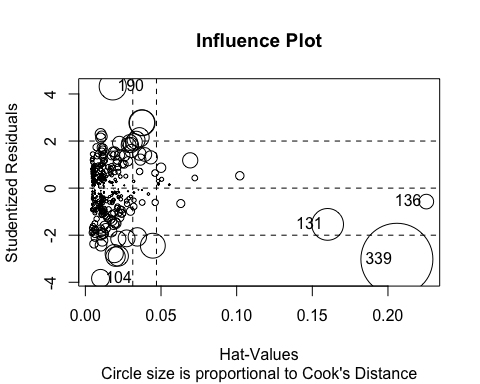 Influence Plot
Studentized Residuals
4
2
0
-2
-4
190
136
131
339
104
0.00 0.05 0.10 0.15 0.20
Hat-Values
Circle size is proportional to Cook's Distance